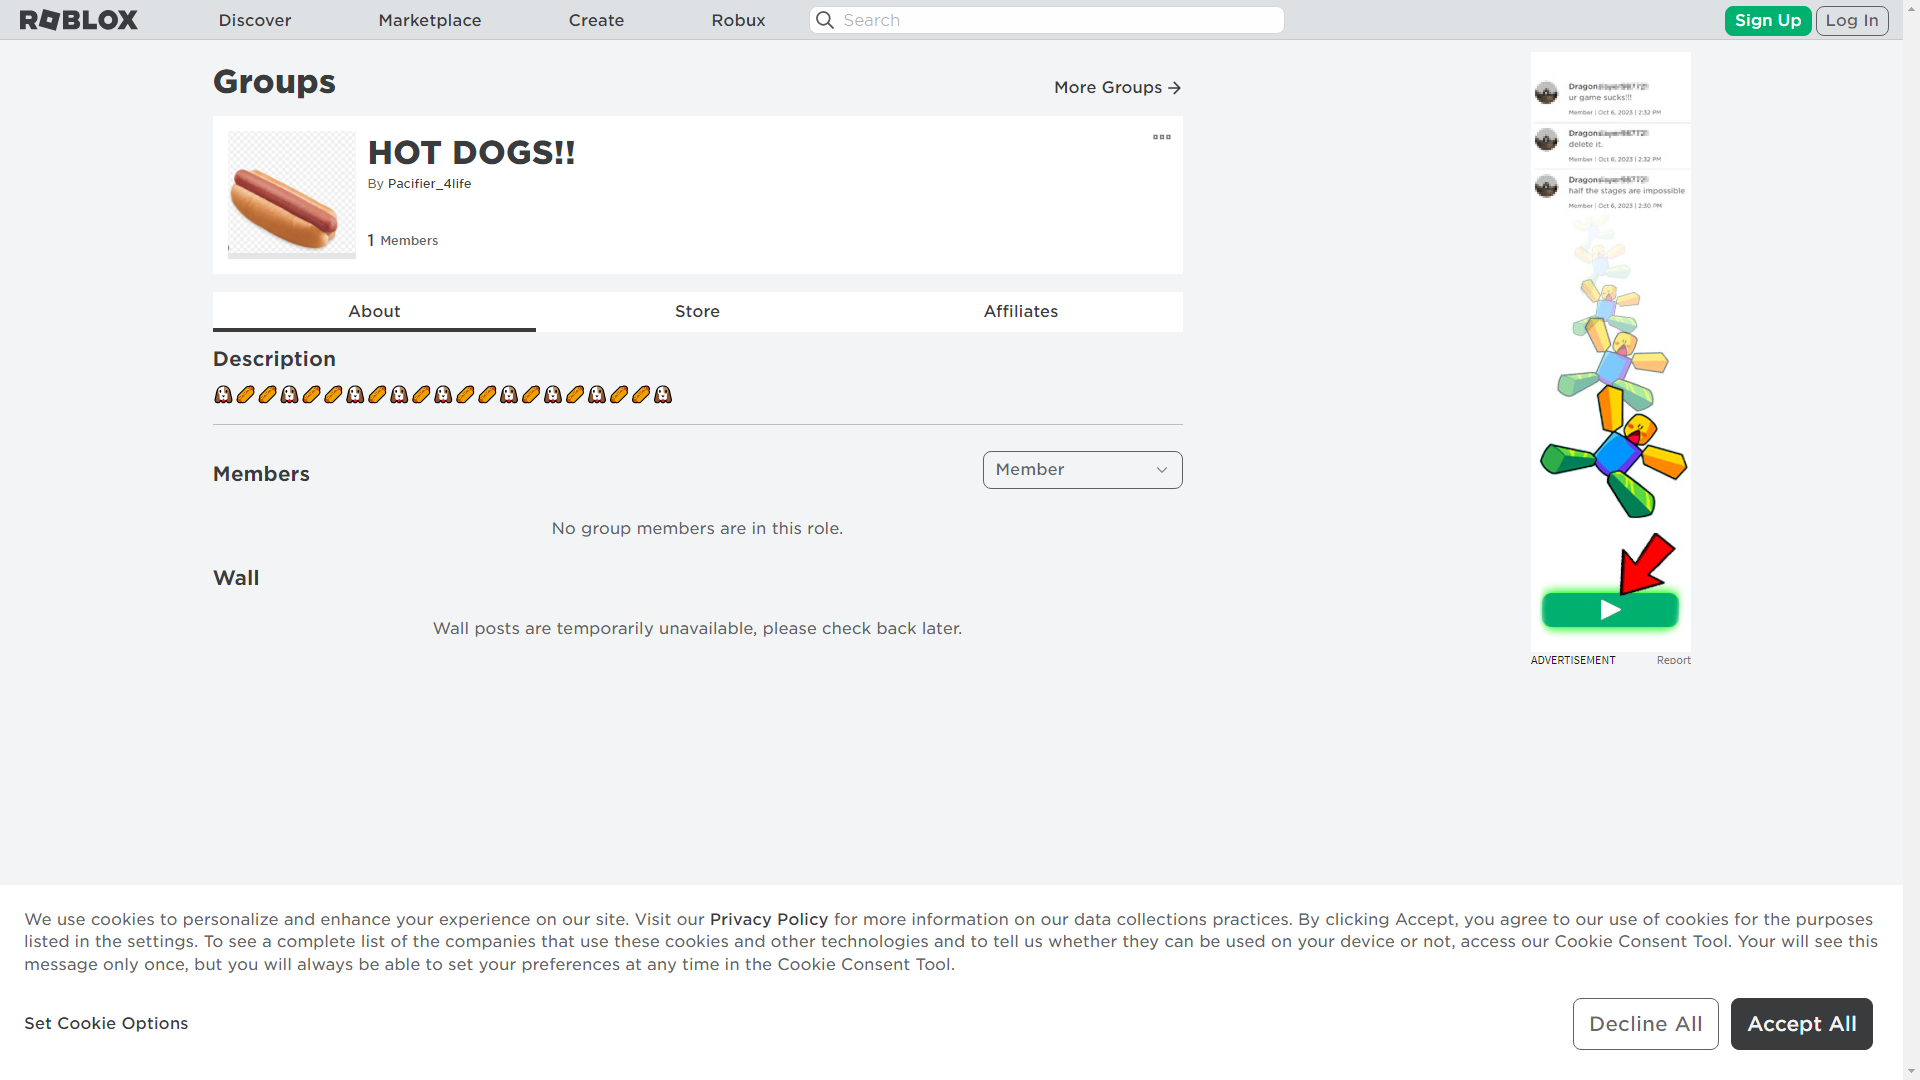 ROBLOX
Discover
Marketplace
Create
Robux
Search
Sign Up
Log In
Groups
More Groups
HOT DOGS!!
By Pacifier_4life
1 Members
About
Store
Affiliates
Description
Members
Member
No group members are in this role.
Wall
Wall posts are temporarily unavailable, please check back later.
ur game sucks!!!
Member | Oct 6, 2023 | 2:32 PM
delete it.
Member | Oct 6, 2023 | 2:32 PM
half the stages are impossible
Member | Oct 6, 2023 | 2:30 PM
ADVERTISEMENT
Report
We use cookies to personalize and enhance your experience on our site. Visit our Privacy Policy for more information on our data collections practices. By clicking Accept, you agree to our use of cookies for the purposes
listed in the settings. To see a complete list of the companies that use these cookies and other technologies and to tell us whether they can be used on your device or not, access our Cookie Consent Tool. Your will see this
message only once, but you will always be able to set your preferences at any time in the Cookie Consent Tool.
Set Cookie Options
Decline All
Accept All